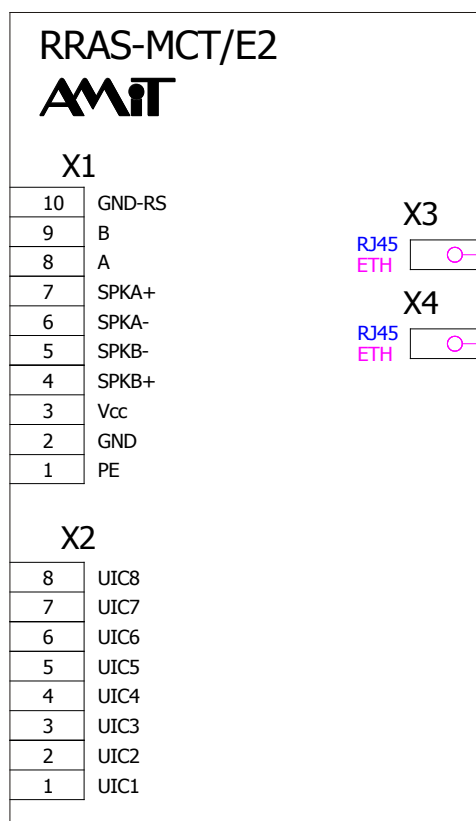 RRAS-MCT/E2
AMiT
X1
10 GND-RS
9 B
8 A
7 SPKA+
6 SPKA-
5 SPKB-
4 SPKB+
3 Vcc
2 GND
1 PE
X2
8 UIC8
7 UIC7
6 UIC6
5 UIC5
4 UIC4
3 UIC3
2 UIC2
1 UIC1
X3
RJ45
ETH
X4
RJ45
ETH